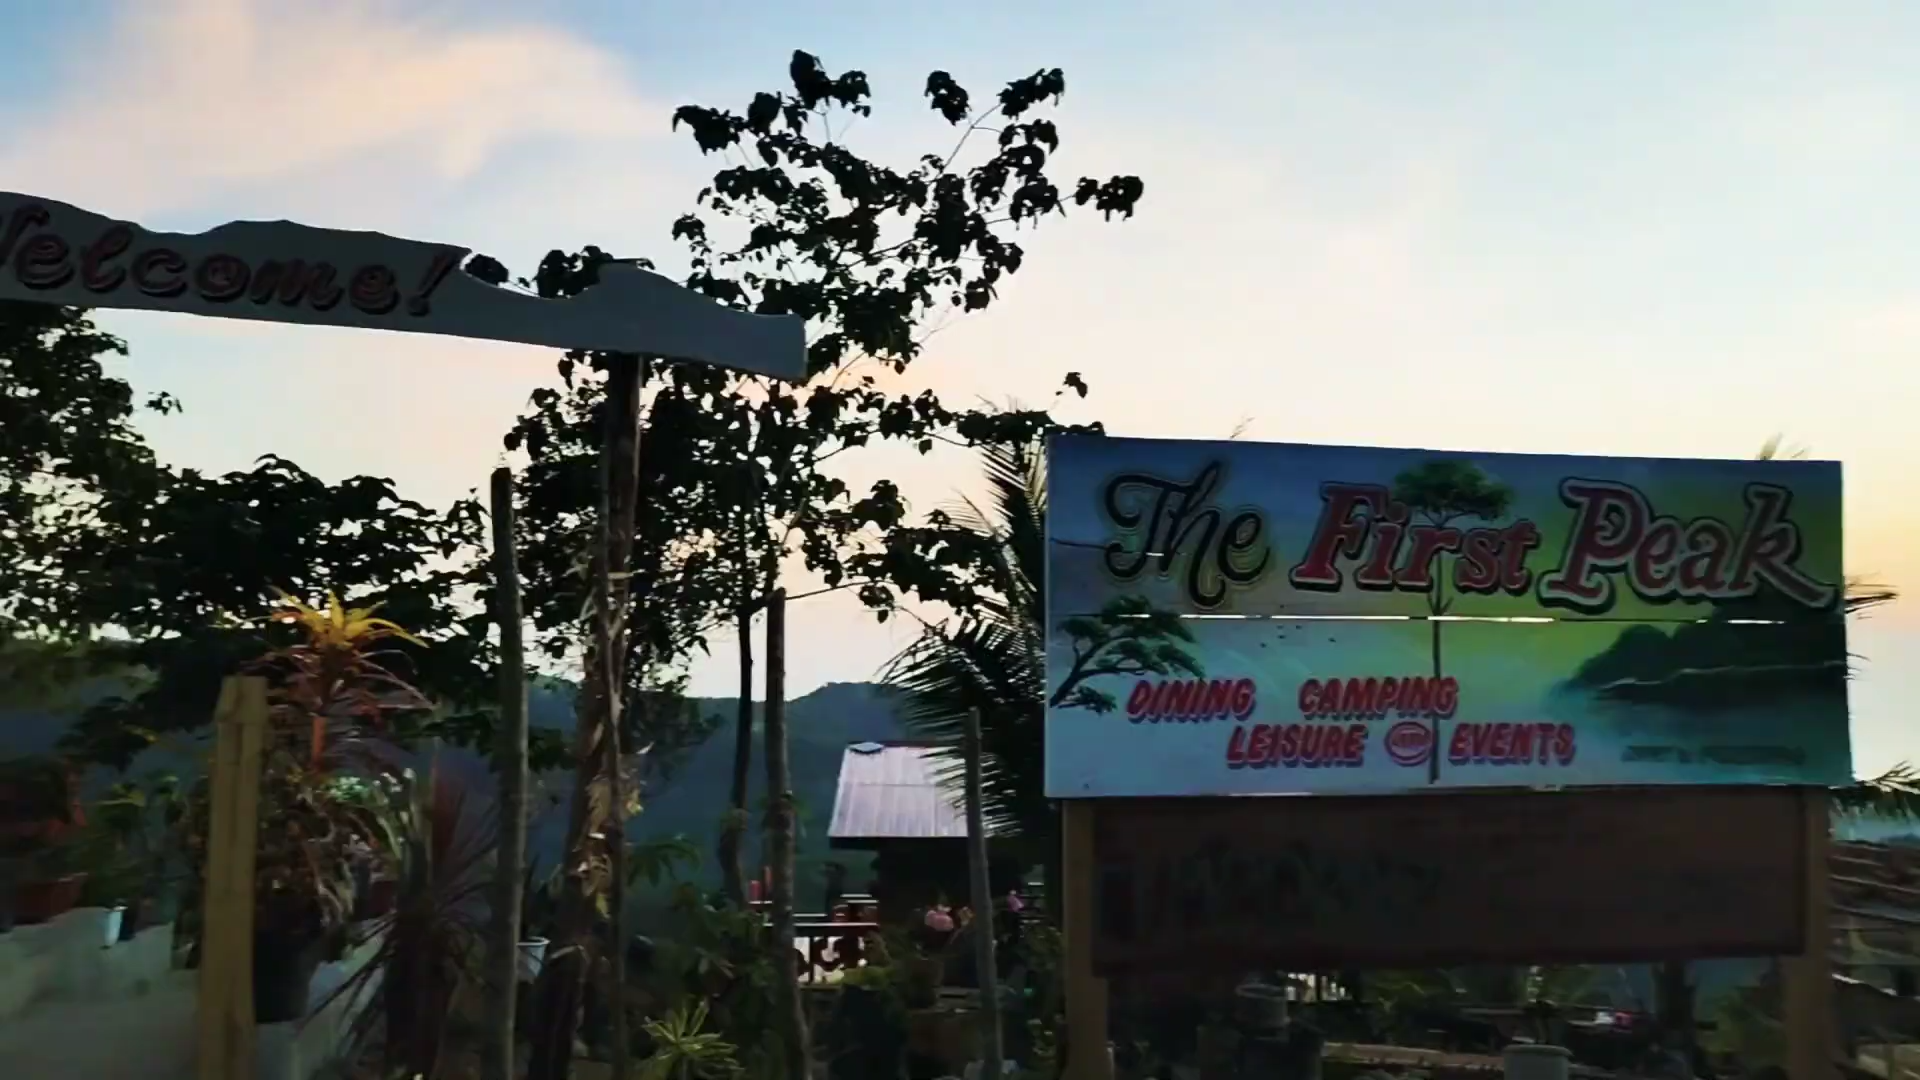 Welcome!
The First Peak
DINING CAMPING
LEISURE EVENTS